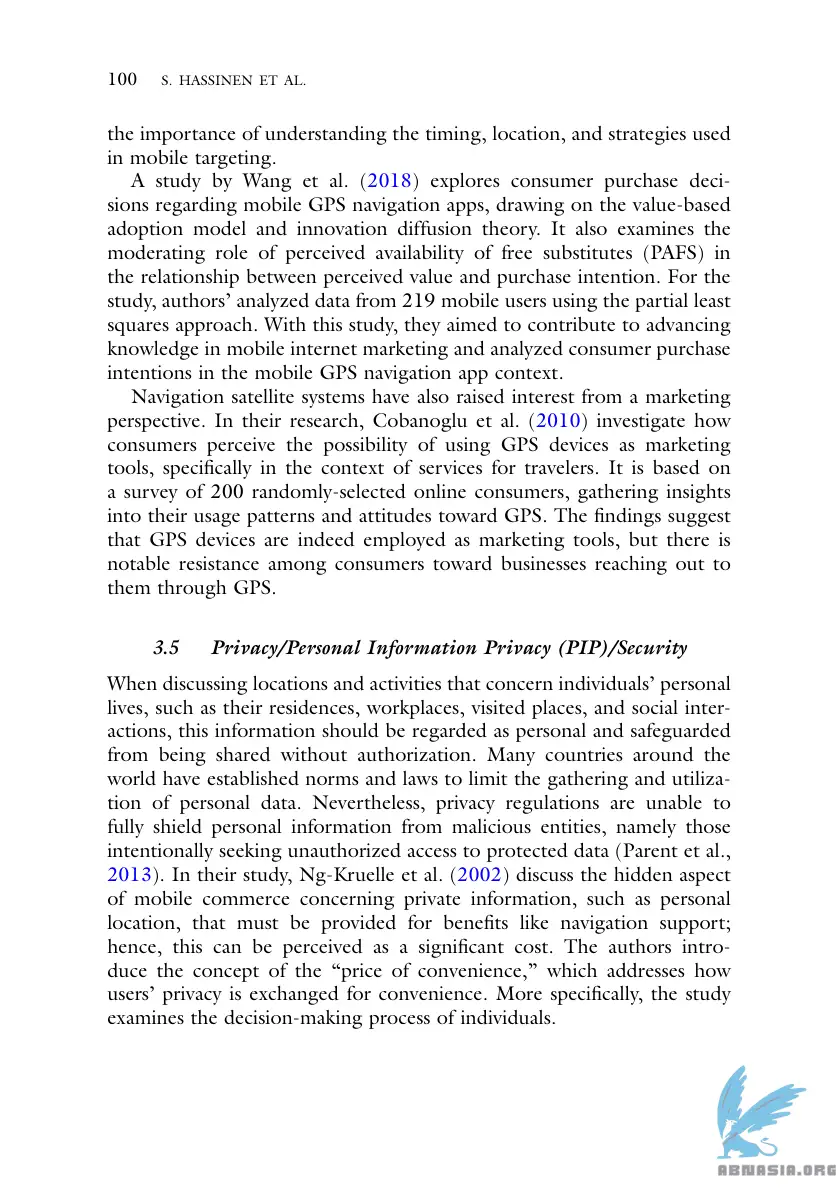 100 S. HASSINEN ET AL.
the importance of understanding the timing, location, and strategies used
in mobile targeting.
A study by Wang et al. (2018) explores consumer purchase deci-
sions regarding mobile GPS navigation apps, drawing on the value-based
adoption model and innovation diffusion theory. It also examines the
moderating role of perceived availability of free substitutes (PAFS) in
the relationship between perceived value and purchase intention. For the
study, authors’ analyzed data from 219 mobile users using the partial least
squares approach. With this study, they aimed to contribute to advancing
knowledge in mobile internet marketing and analyzed consumer purchase
intentions in the mobile GPS navigation app context.
Navigation satellite systems have also raised interest from a marketing
perspective. In their research, Cobanoglu et al. (2010) investigate how
consumers perceive the possibility of using GPS devices as marketing
tools, specifically in the context of services for travelers. It is based on
a survey of 200 randomly-selected online consumers, gathering insights
into their usage patterns and attitudes toward GPS. The findings suggest
that GPS devices are indeed employed as marketing tools, but there is
notable resistance among consumers toward businesses reaching out to
them through GPS.
3.5 Privacy/Personal Information Privacy (PIP)/Security
When discussing locations and activities that concern individuals’ personal
lives, such as their residences, workplaces, visited places, and social inter-
actions, this information should be regarded as personal and safeguarded
from being shared without authorization. Many countries around the
world have established norms and laws to limit the gathering and utiliza-
tion of personal data. Nevertheless, privacy regulations are unable to
fully shield personal information from malicious entities, namely those
intentionally seeking unauthorized access to protected data (Parent et al.,
2013). In their study, Ng-Kruelle et al. (2002) discuss the hidden aspect
of mobile commerce concerning private information, such as personal
location, that must be provided for benefits like navigation support;
hence, this can be perceived as a significant cost. The authors intro-
duce the concept of the “price of convenience,” which addresses how
users’ privacy is exchanged for convenience. More specifically, the study
examines the decision-making process of individuals.
ABNASIA.ORG